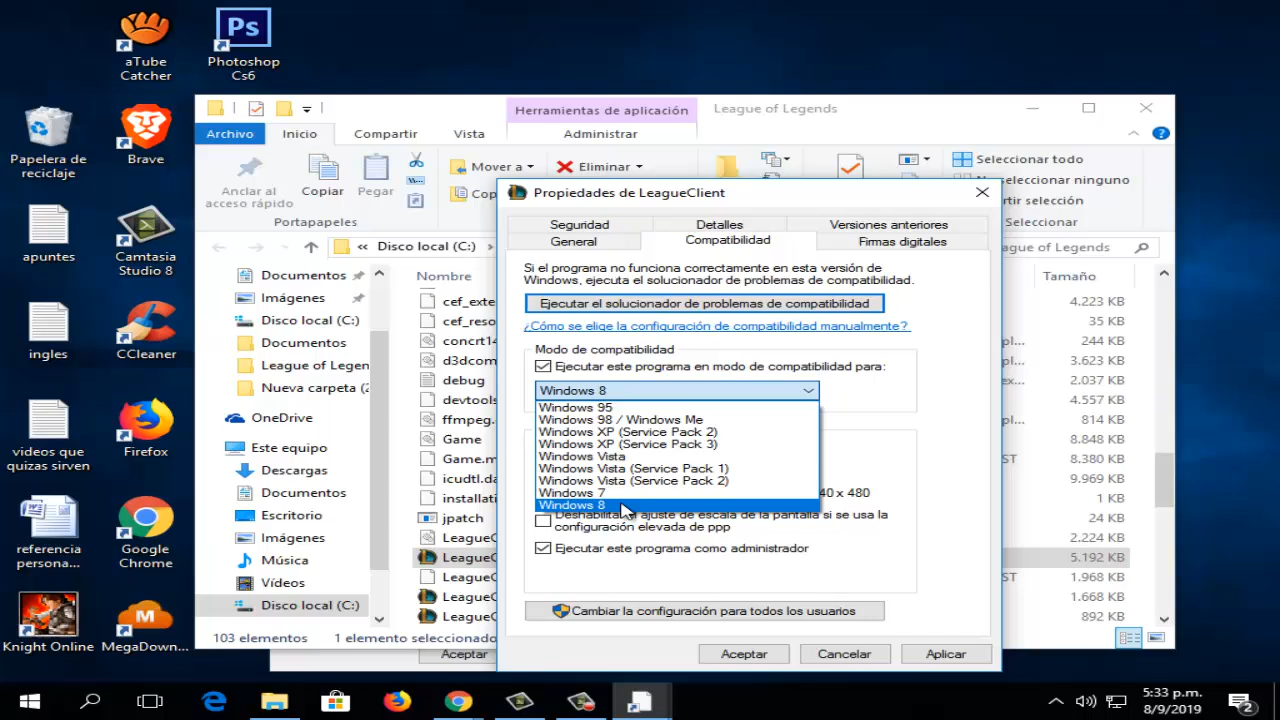 aTube
Catcher
Ps
Photoshop
Cs6
Papelera de
reciclaje
Brave
apuntes
Camtasia
Studio 8
ingles
CCleaner
videos que
quizas sirven
Firefox
referencia
persona...
Google
Chrome
Knight Online
MegaDown...
Herramientas de aplicación
League of Legends
Archivo
Inicio
Compartir
Vista
Administrar
Anclar al
acceso rápido
Copiar
Pegar
Portapapeles
Mover a
Eliminar
Seleccionar todo
Seleccionar ninguno
Seleccionar
« Disco local (C:)
Documentos
Imágenes
Disco local (C:)
Documentos
League of Legends
Nueva carpeta (2
OneDrive
Este equipo
Descargas
Escritorio
Imágenes
Música
Vídeos
Disco local (C:)
Nombre
cef_exte
cef_reso
concrt14
d3dcom
debug
devtools
ffmpeg.
Game
Game.m
icudtl.dat
installati
jpatch
LeagueC
LeagueC
LeagueC
LeagueC
LeagueC
Tamaño
4.223 KB
35 KB
244 KB
3.623 KB
2.037 KB
4.557 KB
8.848 KB
8.380 KB
1 KB
24 KB
2.224 KB
5.192 KB
1.968 KB
1.668 KB
892 KB
103 elementos
1 elemento seleccionado
Aceptar
Propiedades de LeagueClient
Seguridad
Detalles
Versiones anteriores
General
Compatibilidad
Firmas digitales
Si el programa no funciona correctamente en esta versión de
Windows, ejecuta el solucionador de problemas de compatibilidad.
Ejecutar el solucionador de problemas de compatibilidad
¿Cómo se elige la configuración de compatibilidad manualmente?
Modo de compatibilidad
Ejecutar este programa en modo de compatibilidad para:
Windows 8
Windows 95
Windows 98 / Windows Me
Windows XP (Service Pack 2)
Windows XP (Service Pack 3)
Windows Vista
Windows Vista (Service Pack 1)
Windows Vista (Service Pack 2)
Windows 7
40 x 480
Windows 8
Deshabilitar ajuste de escala de la pantalla si se usa la
configuración elevada de ppp
Ejecutar este programa como administrador
Cambiar la configuración para todos los usuarios
Aceptar
Cancelar
Aplicar
5:33 p.m.
8/9/2019
2